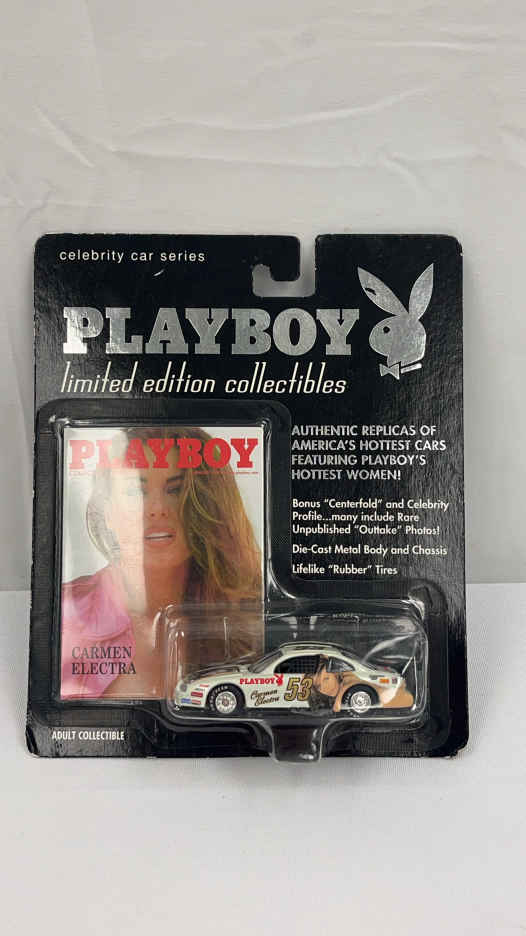 celebrity car series
PLAYBOY
limited edition collectibles
PLAYBOY
CARMEN
ELECTRA
AUTHENTIC REPLICAS OF
AMERICA'S HOTTEST CARS
FEATURING PLAYBOY'S
HOTTEST WOMEN!
Bonus "Centerfold" and Celebrity
Profile...many include Rare
Unpublished "Outtake" Photos!
Die-Cast Metal Body and Chassis
Lifelike "Rubber" Tires
PLAYBOY
Carmen
Electra
53
ADULT COLLECTIBLE